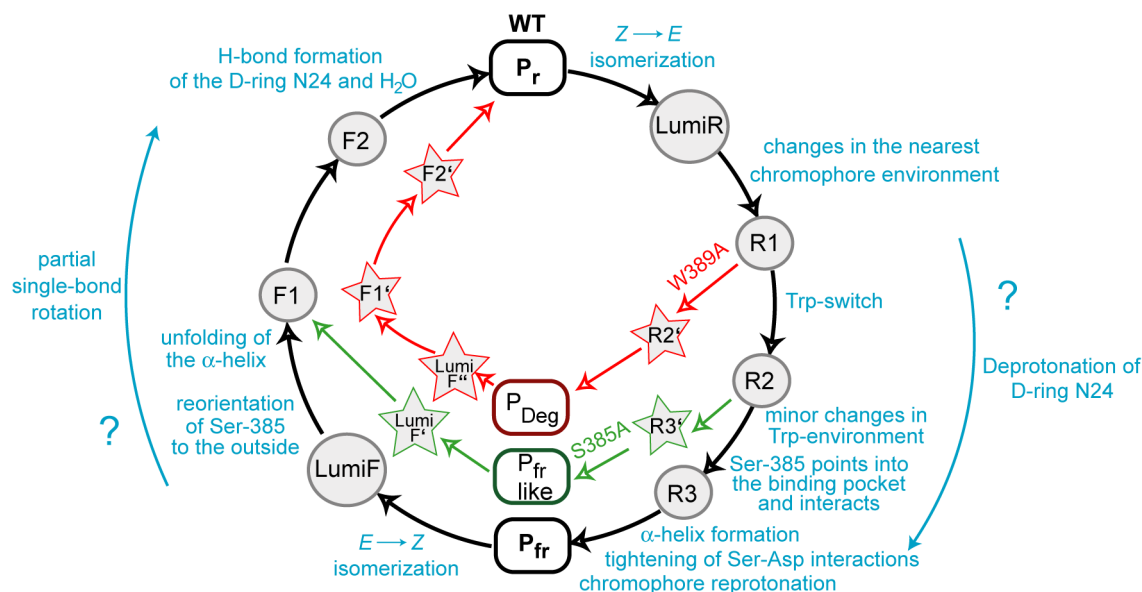 WT
P_r
Z → E
isomerization
LumiR
changes in the nearest
chromophore environment
R1
Trp-switch
R2
minor changes in
Trp-environment
Ser-385 points into
the binding pocket
and interacts
R3
α-helix formation
tightening of Ser-Asp interactions
chromophore reprotonation
?
Deprotonation of
D-ring N24
P_fr
E → Z
isomerization
LumiF
reorientation
of Ser-385
to the outside
unfolding of
the α-helix
F1
F2
H-bond formation
of the D-ring N24 and H₂O
partial
single-bond
rotation
?
W389A
R2‘
P_Deg
Lumi
F“
F1‘
F2‘
R3‘
S385A
P_fr
like
Lumi
F‘